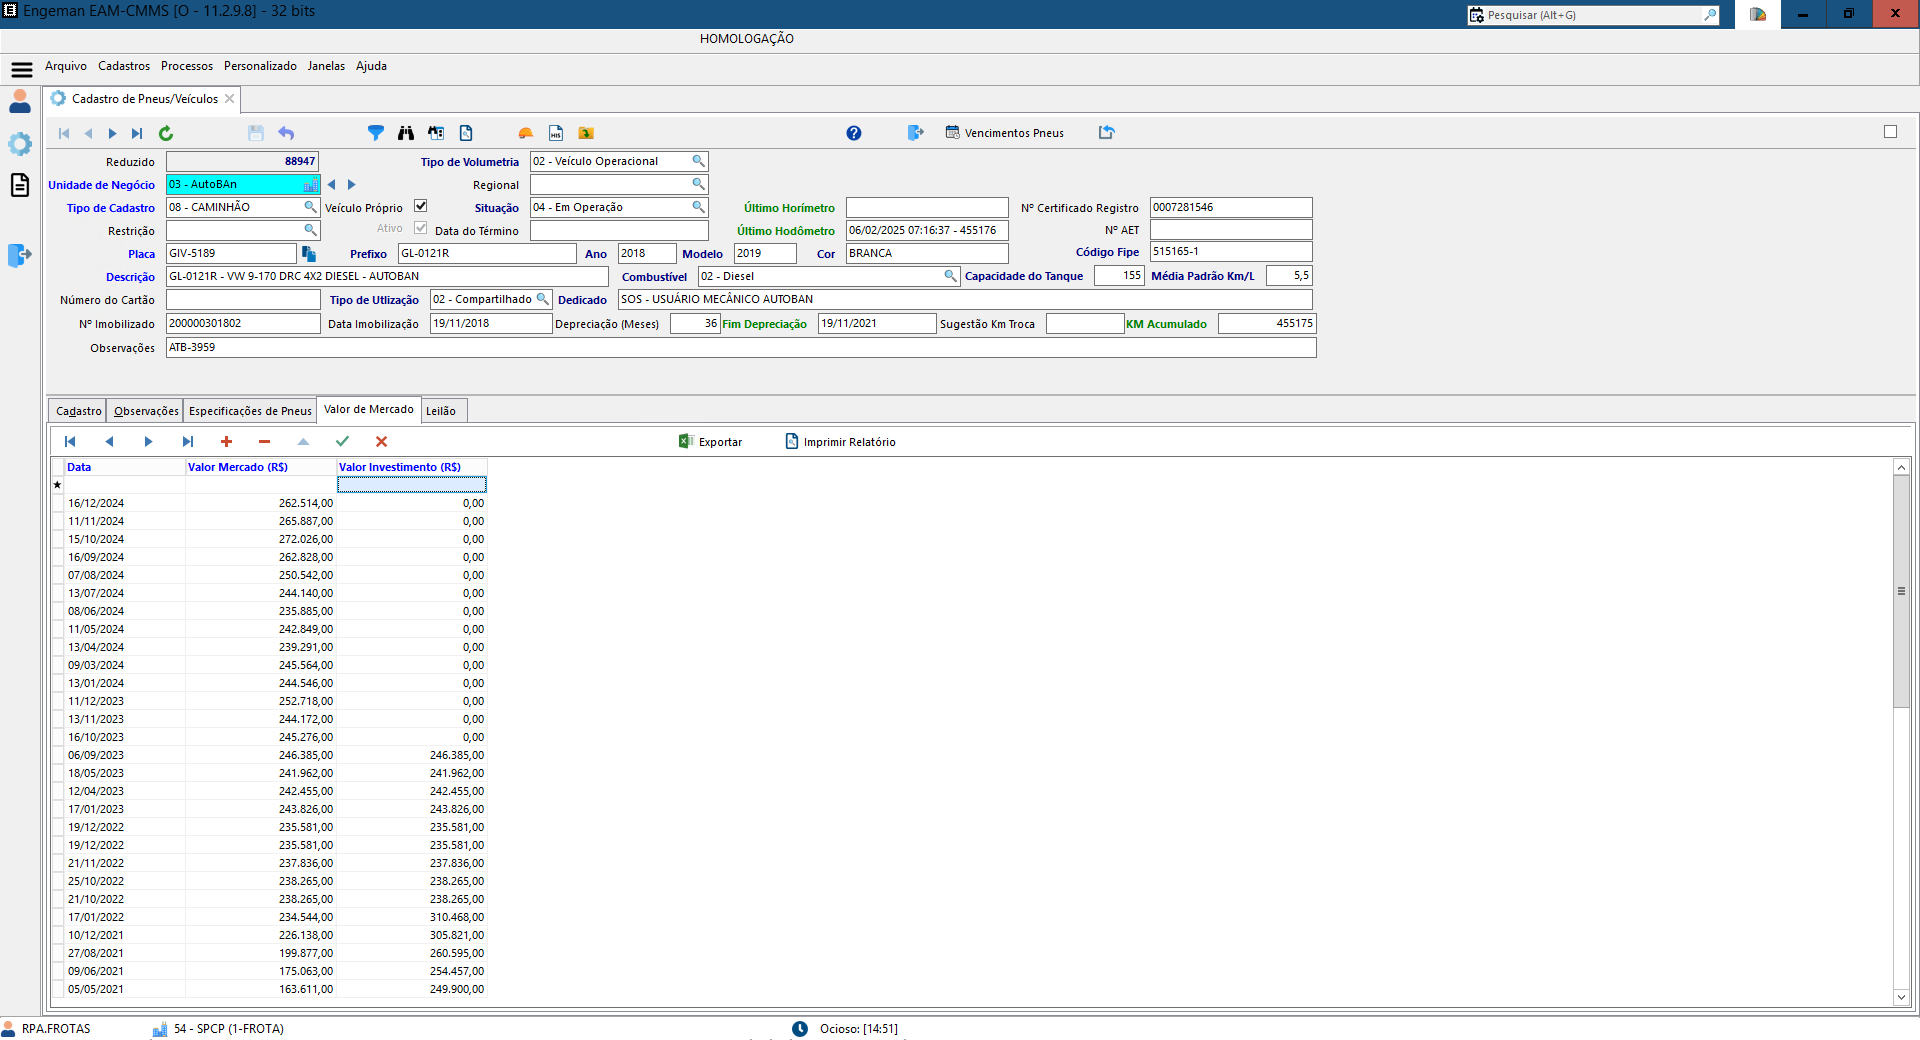 Engeman EAM-CMMS [O - 11.2.9.8] - 32 bits
Pesquisar (Alt+G)
HOMOLOGAÇÃO
Arquivo Cadastros Processos Personalizado Janelas Ajuda
Cadastro de Pneus/Veículos
HIS
Vencimentos Pneus
Reduzido 88947 Tipo de Volumetria 02 - Veículo Operacional
Unidade de Negócio 03 - AutoBAn Regional
Tipo de Cadastro 08 - CAMINHÃO Veículo Próprio Situação 04 - Em Operação Último Horímetro Nº Certificado Registro 0007281546
Restrição Ativo Data do Término Último Hodômetro 06/02/2025 07:16:37 - 455176 Nº AET
Placa GIV-5189 Prefixo GL-0121R Ano 2018 Modelo 2019 Cor BRANCA Código Fipe 515165-1
Descrição GL-0121R - VW 9-170 DRC 4X2 DIESEL - AUTOBAN Combustível 02 - Diesel Capacidade do Tanque 155 Média Padrão Km/L 5,5
Número do Cartão Tipo de Utlização 02 - Compartilhado Dedicado SOS - USUÁRIO MECÂNICO AUTOBAN
Nº Imobilizado 200000301802 Data Imobilização 19/11/2018 Depreciação (Meses) 36 Fim Depreciação 19/11/2021 Sugestão Km Troca KM Acumulado 455175
Observações ATB-3959
Cadastro Observações Especificações de Pneus Valor de Mercado Leilão
Exportar Imprimir Relatório
Data Valor Mercado (R$) Valor Investimento (R$)
16/12/2024 262.514,00 0,00
11/11/2024 265.887,00 0,00
15/10/2024 272.026,00 0,00
16/09/2024 262.828,00 0,00
07/08/2024 250.542,00 0,00
13/07/2024 244.140,00 0,00
08/06/2024 235.885,00 0,00
11/05/2024 242.849,00 0,00
13/04/2024 239.291,00 0,00
09/03/2024 245.564,00 0,00
13/01/2024 244.546,00 0,00
11/12/2023 252.718,00 0,00
13/11/2023 244.172,00 0,00
16/10/2023 245.276,00 0,00
06/09/2023 246.385,00 246.385,00
18/05/2023 241.962,00 241.962,00
12/04/2023 242.455,00 242.455,00
17/01/2023 243.826,00 243.826,00
19/12/2022 235.581,00 235.581,00
19/12/2022 235.581,00 235.581,00
21/11/2022 237.836,00 237.836,00
25/10/2022 238.265,00 238.265,00
21/10/2022 238.265,00 238.265,00
17/01/2022 234.544,00 310.468,00
10/12/2021 226.138,00 305.821,00
27/08/2021 199.877,00 260.595,00
09/06/2021 175.063,00 254.457,00
05/05/2021 163.611,00 249.900,00
RPA.FROTAS 54 - SPCP (1-FROTA) Ocioso: [14:51]